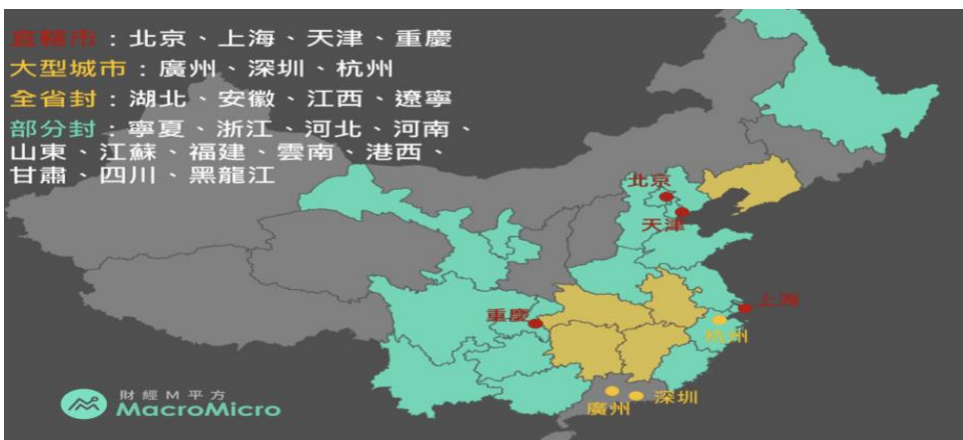 直轄市：北京、上海、天津、重慶
大型城市：廣州、深圳、杭州
全省封：湖北、安徽、江西、遼寧
部分封：寧夏、浙江、河北、河南、
山東、江蘇、福建、雲南、港西、
甘肅、四川、黑龍江
北京
天津
上海
重慶
杭州
廣州
深圳
財經M平方
MacroMicro